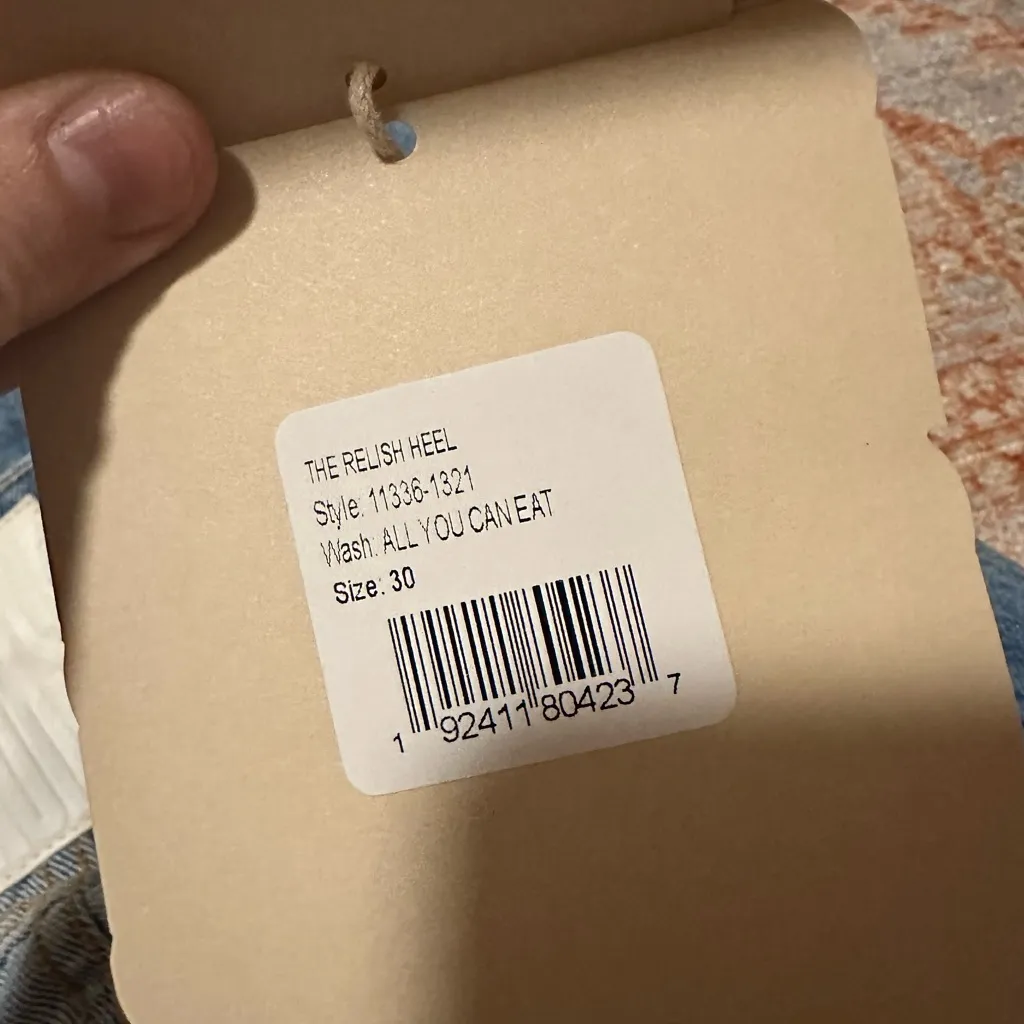 THE RELISH HEEL
Style: 11336-1321
Wash: ALL YOU CAN EAT
Size: 30
1 92411 80423 7